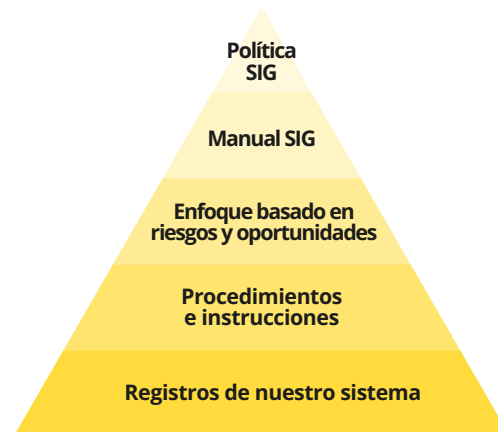 Política
SIG
Manual SIG
Enfoque basado en
riesgos y oportunidades
Procedimientos
e instrucciones
Registros de nuestro sistema